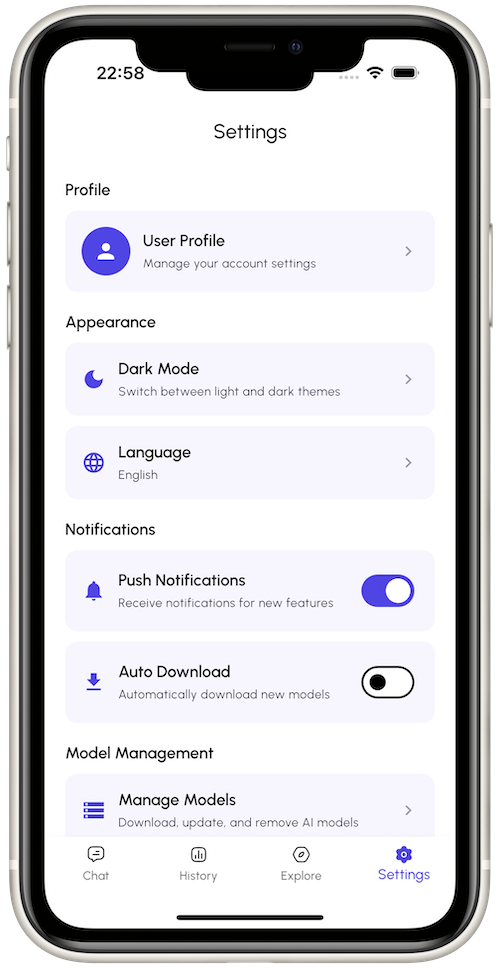 22:58
Settings
Profile
User Profile
Manage your account settings
Appearance
Dark Mode
Switch between light and dark themes
Language
English
Notifications
Push Notifications
Receive notifications for new features
Auto Download
Automatically download new models
Model Management
Manage Models
Download, update, and remove AI models
Chat
History
Explore
Settings